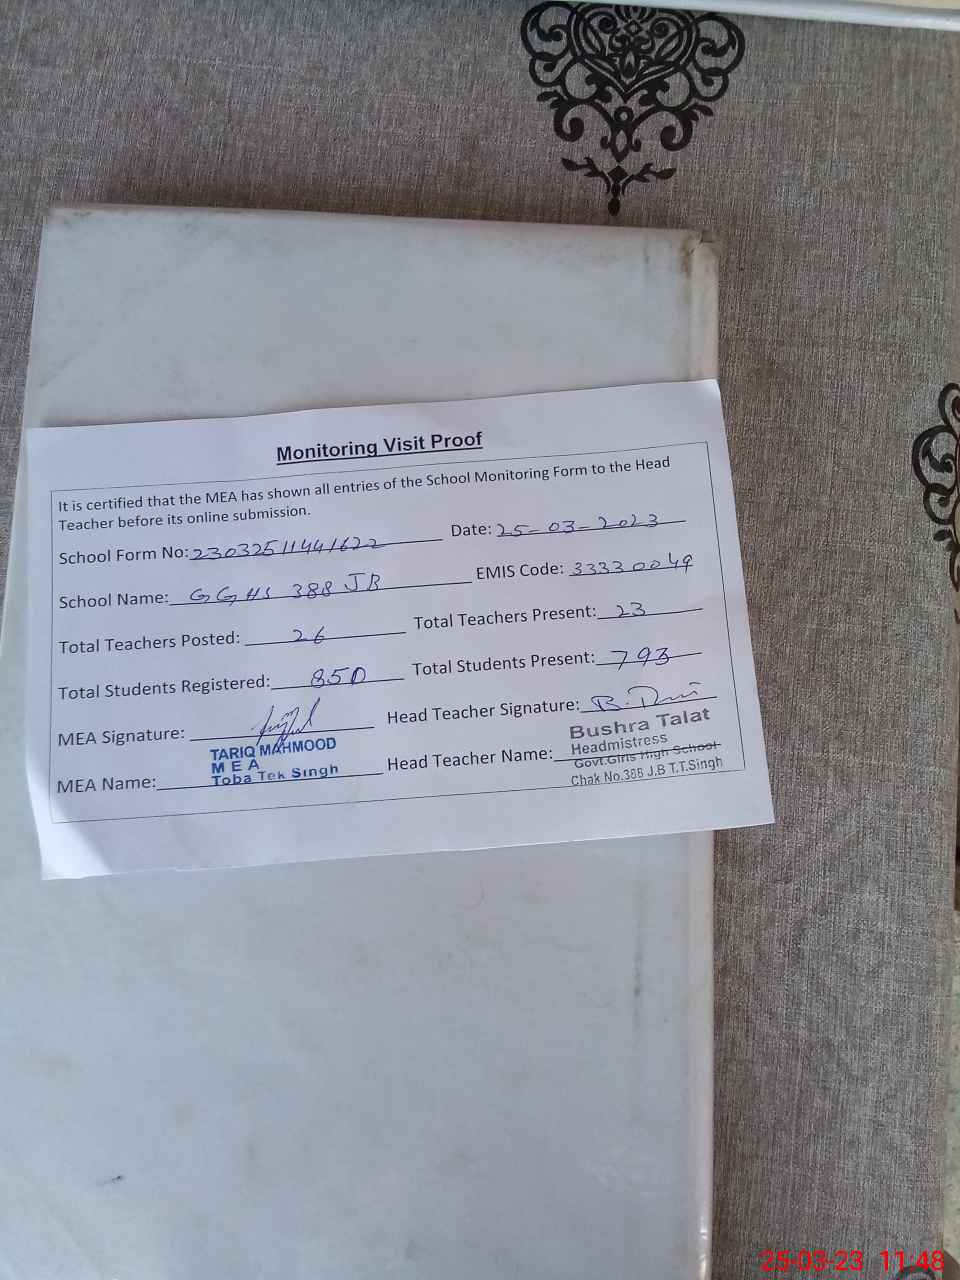 Monitoring Visit Proof
It is certified that the MEA has shown all entries of the School Monitoring Form to the Head
Teacher before its online submission.
School Form No: 23032511441622 Date: 25-03-2023
School Name: GGHS 388 JB EMIS Code: 33330049
Total Teachers Posted: 26 Total Teachers Present: 23
Total Students Registered: 850 Total Students Present: 793
MEA Signature: Head Teacher Signature:
MEA Name: TARIQ MAHMOOD
M E A
Toba Tek Singh
Head Teacher Name: Bushra Talat
Headmistress
Govt.Girls High School
Chak No.388 J.B T.T.Singh
25-03-23 11:48